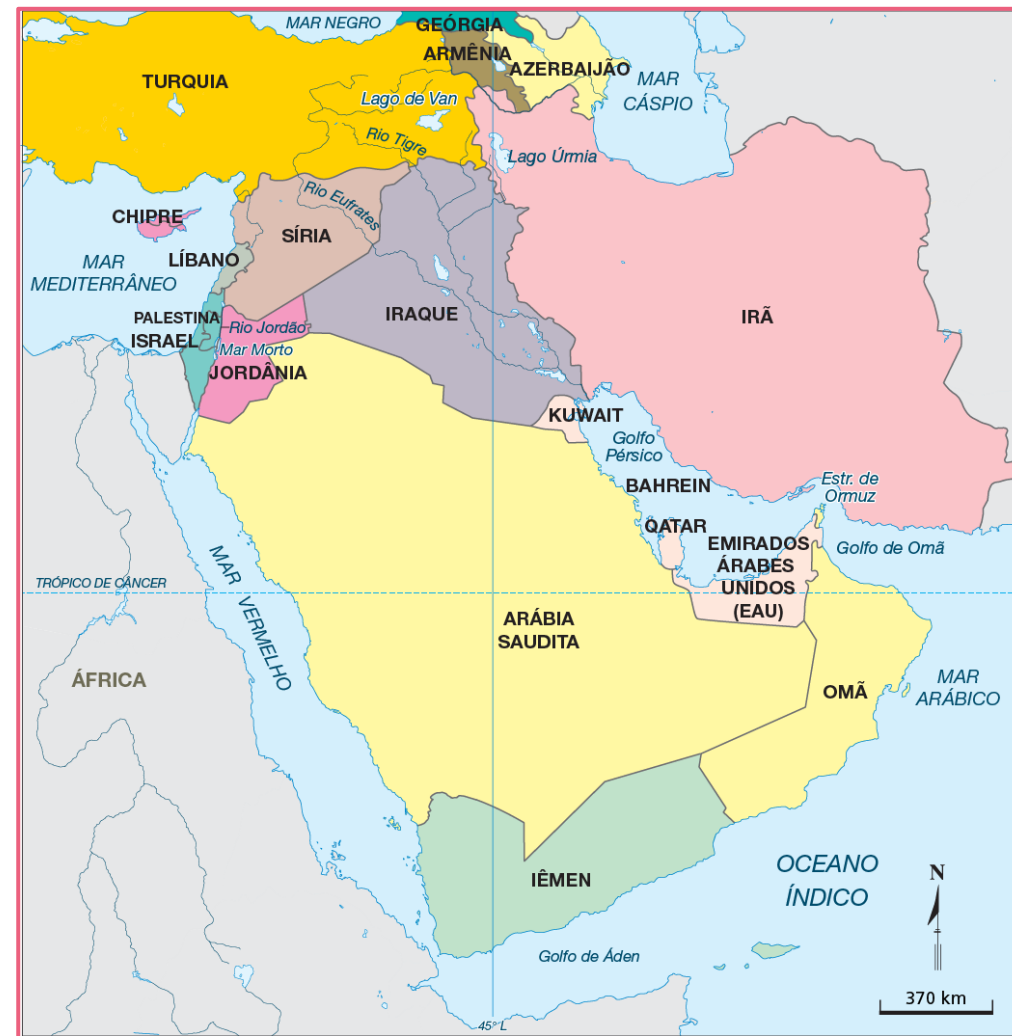 MAR NEGRO
GEÓRGIA
ARMÊNIA
AZERBAIJÃO
TURQUIA
MAR
CÁSPIO
Lago de Van
Rio Tigre
Lago Úrmia
Rio Eufrates
CHIPRE
SÍRIA
LÍBANO
MAR
MEDITERRÂNEO
IRAQUE
IRÃ
PALESTINA
Rio Jordão
ISRAEL
Mar Morto
JORDÂNIA
KUWAIT
Golfo
Pérsico
BAHREIN
Estr. de
Ormuz
QATAR
EMIRADOS
ÁRABES
UNIDOS
(EAU)
Golfo de Omã
MAR VERMELHO
TRÓPICO DE CÂNCER
ARÁBIA
SAUDITA
ÁFRICA
OMÃ
MAR
ARÁBICO
OCEANO
ÍNDICO
IÊMEN
N
Golfo de Áden
370 km
45° L